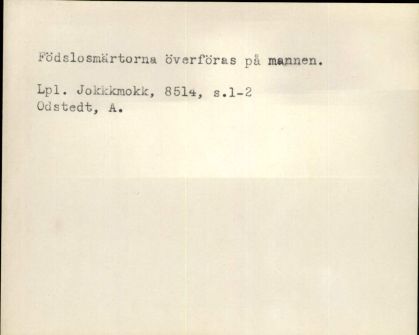 Födslosmärtorna överföras på mannen.
Lpl. Jokkkmokk, 8514, s.1-2
Odstedt, A.